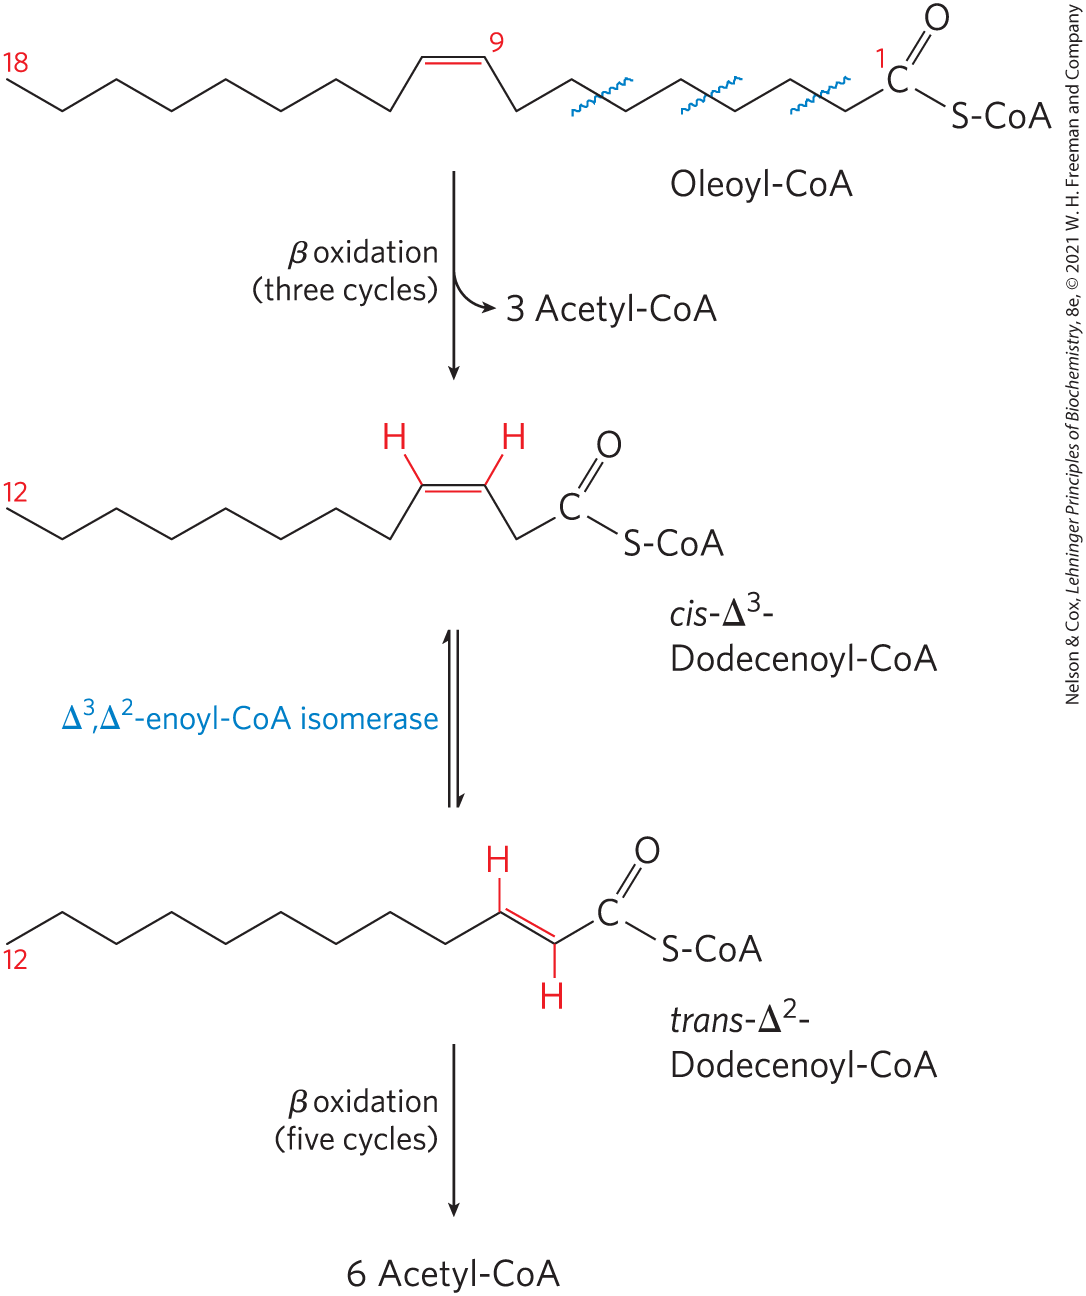 O
18
9
1
C
S-CoA
Oleoyl-CoA
β oxidation
(three cycles)
3 Acetyl-CoA
H H
O
12
C
S-CoA
cis-Δ³-
Dodecenoyl-CoA
Δ³,Δ²-enoyl-CoA isomerase
O
H
C
12
S-CoA
H
trans-Δ²-
Dodecenoyl-CoA
β oxidation
(five cycles)
6 Acetyl-CoA
Nelson & Cox, Lehninger Principles of Biochemistry, 8e, © 2021 W. H. Freeman and Company